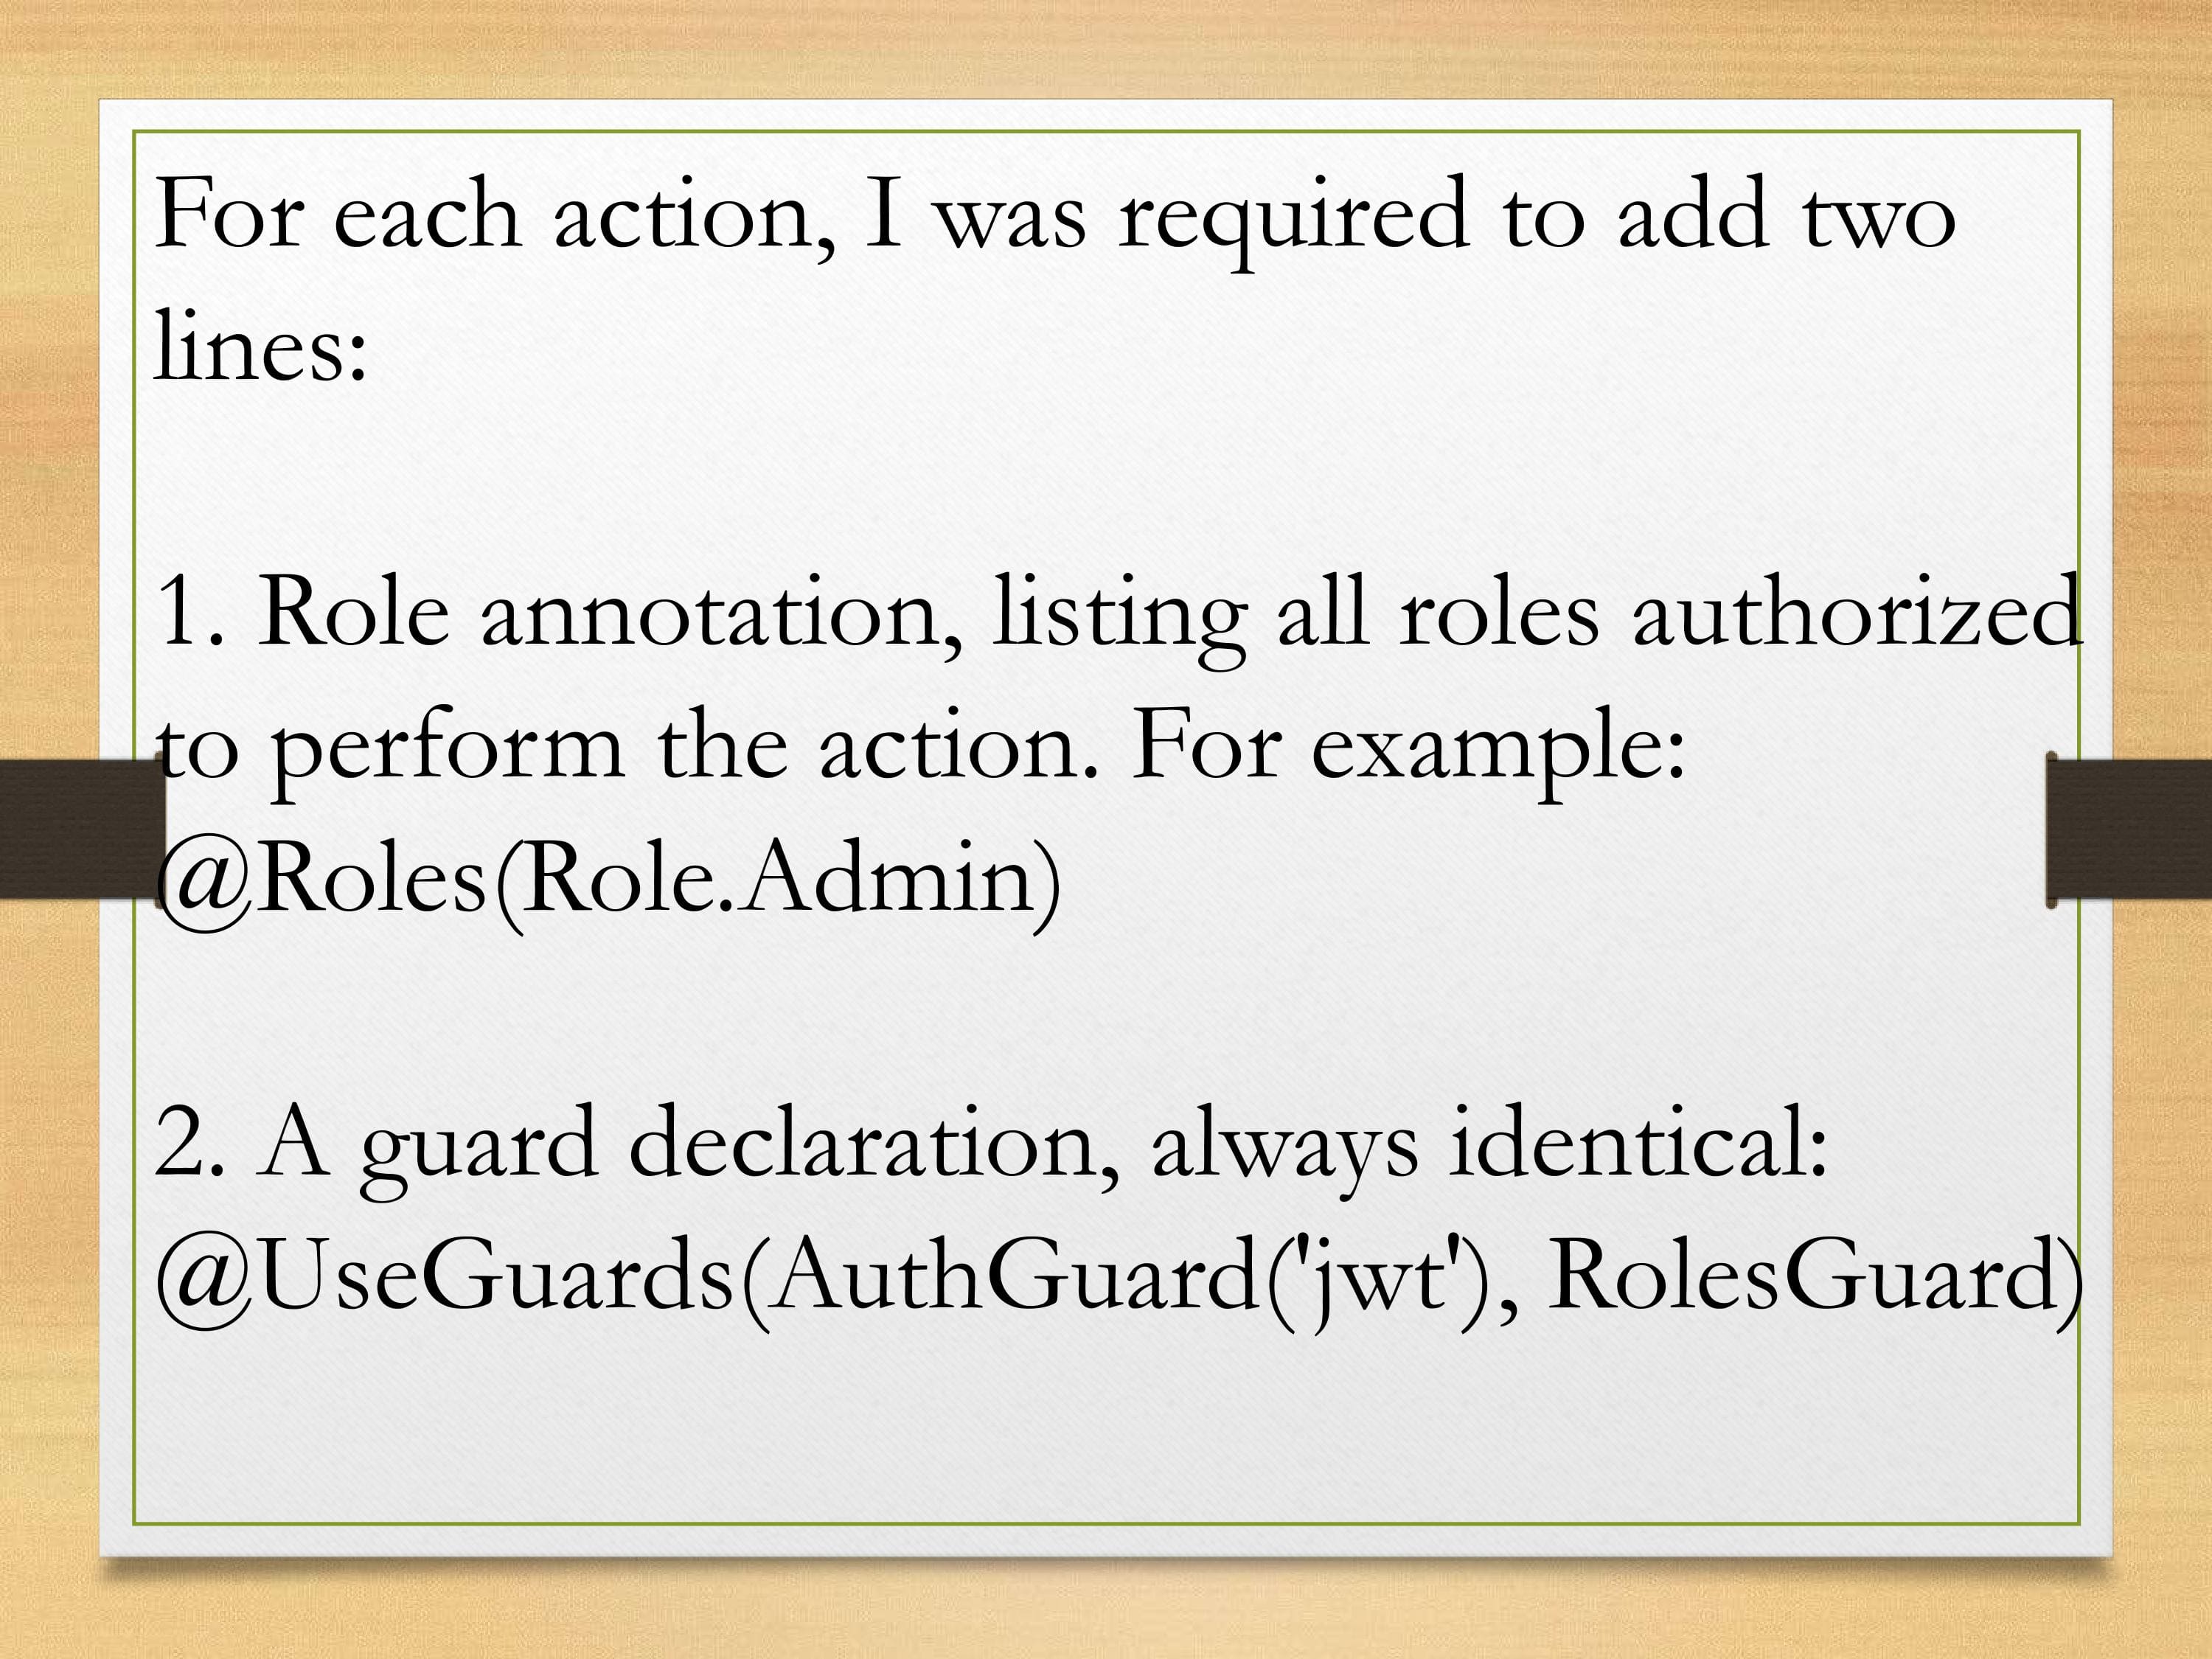 For each action, I was required to add two
lines:
1. Role annotation, listing all roles authorized
to perform the action. For example:
@Roles(Role.Admin)
2. A guard declaration, always identical:
@UseGuards(AuthGuard('jwt'), RolesGuard)